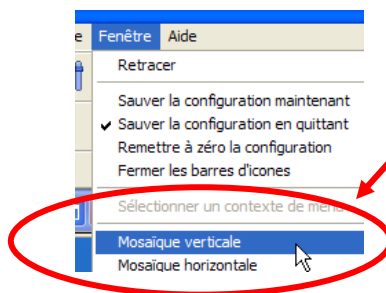 e Fenêtre Aide
Retracer
Sauver la configuration maintenant
Sauver la configuration en quittant
Remettre à zéro la configuration
Fermer les barres d'icones
Sélectionner un contexte de menu
Mosaïque verticale
Mosaïque horizontale